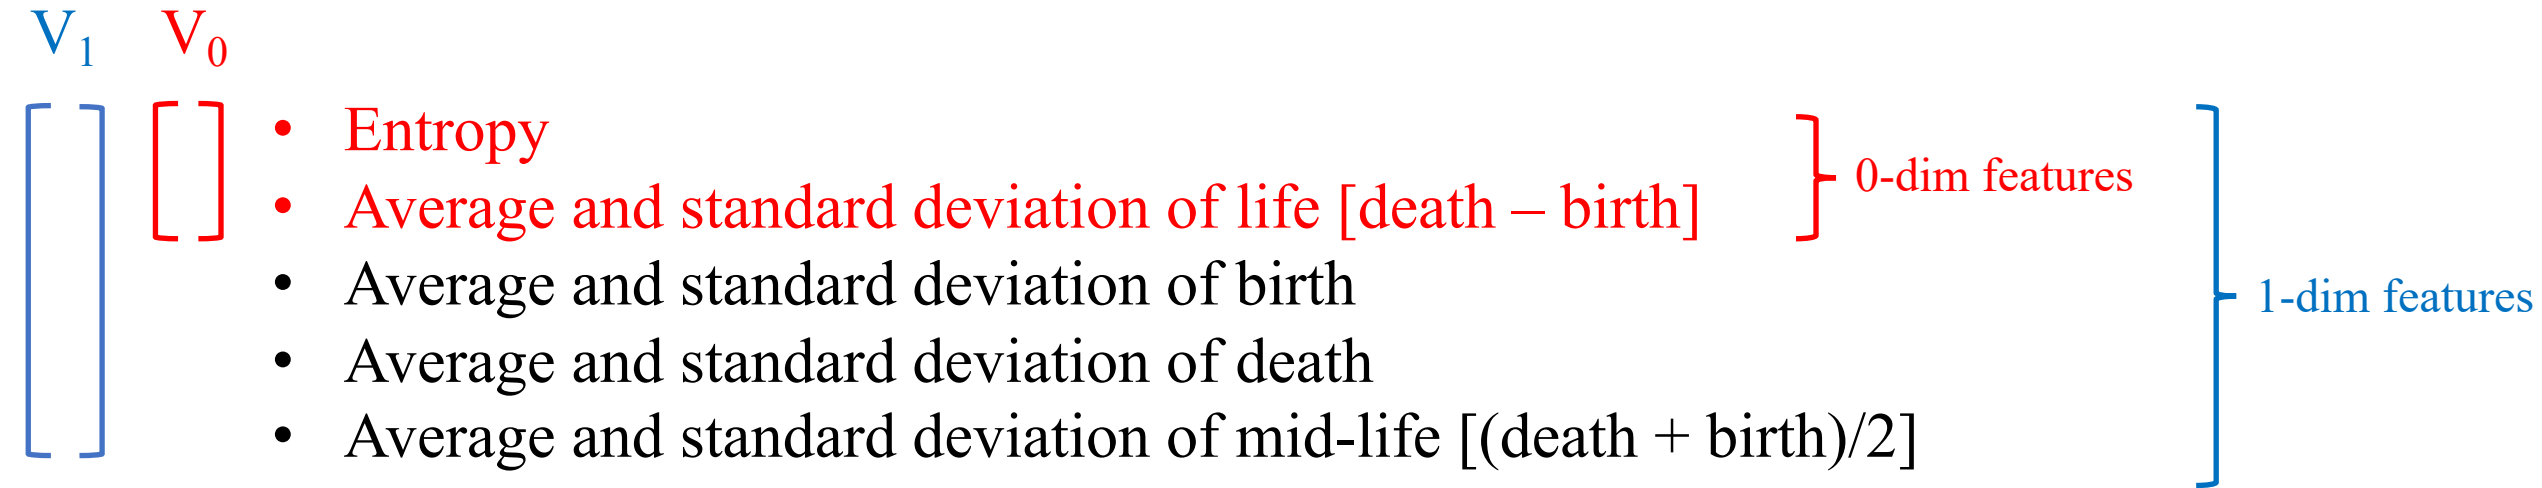 V₁ V₀
• Entropy
• Average and standard deviation of life [death – birth]
0-dim features
• Average and standard deviation of birth
• Average and standard deviation of death
• Average and standard deviation of mid-life [(death + birth)/2]
1-dim features